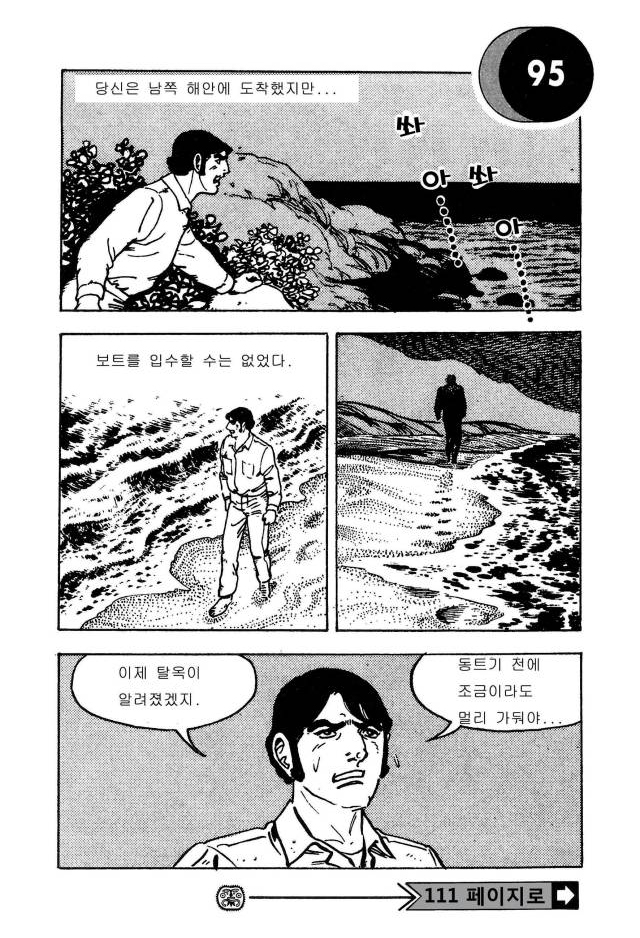 95
당신은 남쪽 해안에 도착했지만...
쏴
아
쏴
아
보트를 입수할 수는 없었다.
이제 탈옥이
알려졌겠지.
동트기 전에
조금이라도
멀리 가둬야...
111 페이지로